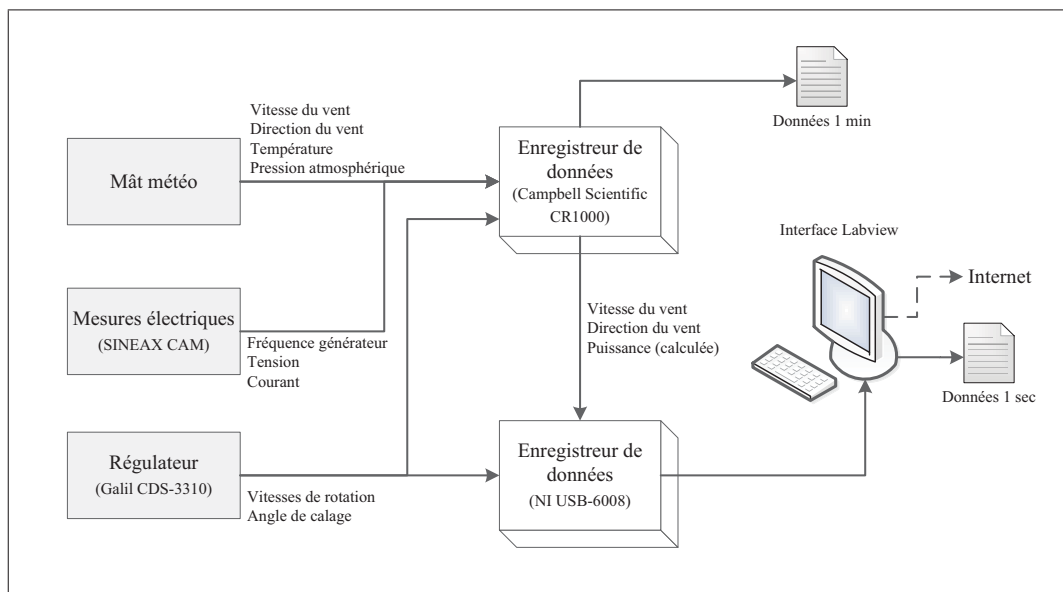 Vitesse du vent
Direction du vent
Température
Pression atmosphérique
Mât météo
Enregistreur de
données
(Campbell Scientific
CR1000)
Données 1 min
Interface Labview
Internet
Données 1 sec
Mesures électriques
(SINEAX CAM)
Fréquence générateur
Tension
Courant
Vitesse du vent
Direction du vent
Puissance (calculée)
Régulateur
(Galil CDS-3310)
Vitesses de rotation
Angle de calage
Enregistreur de
données
(NI USB-6008)